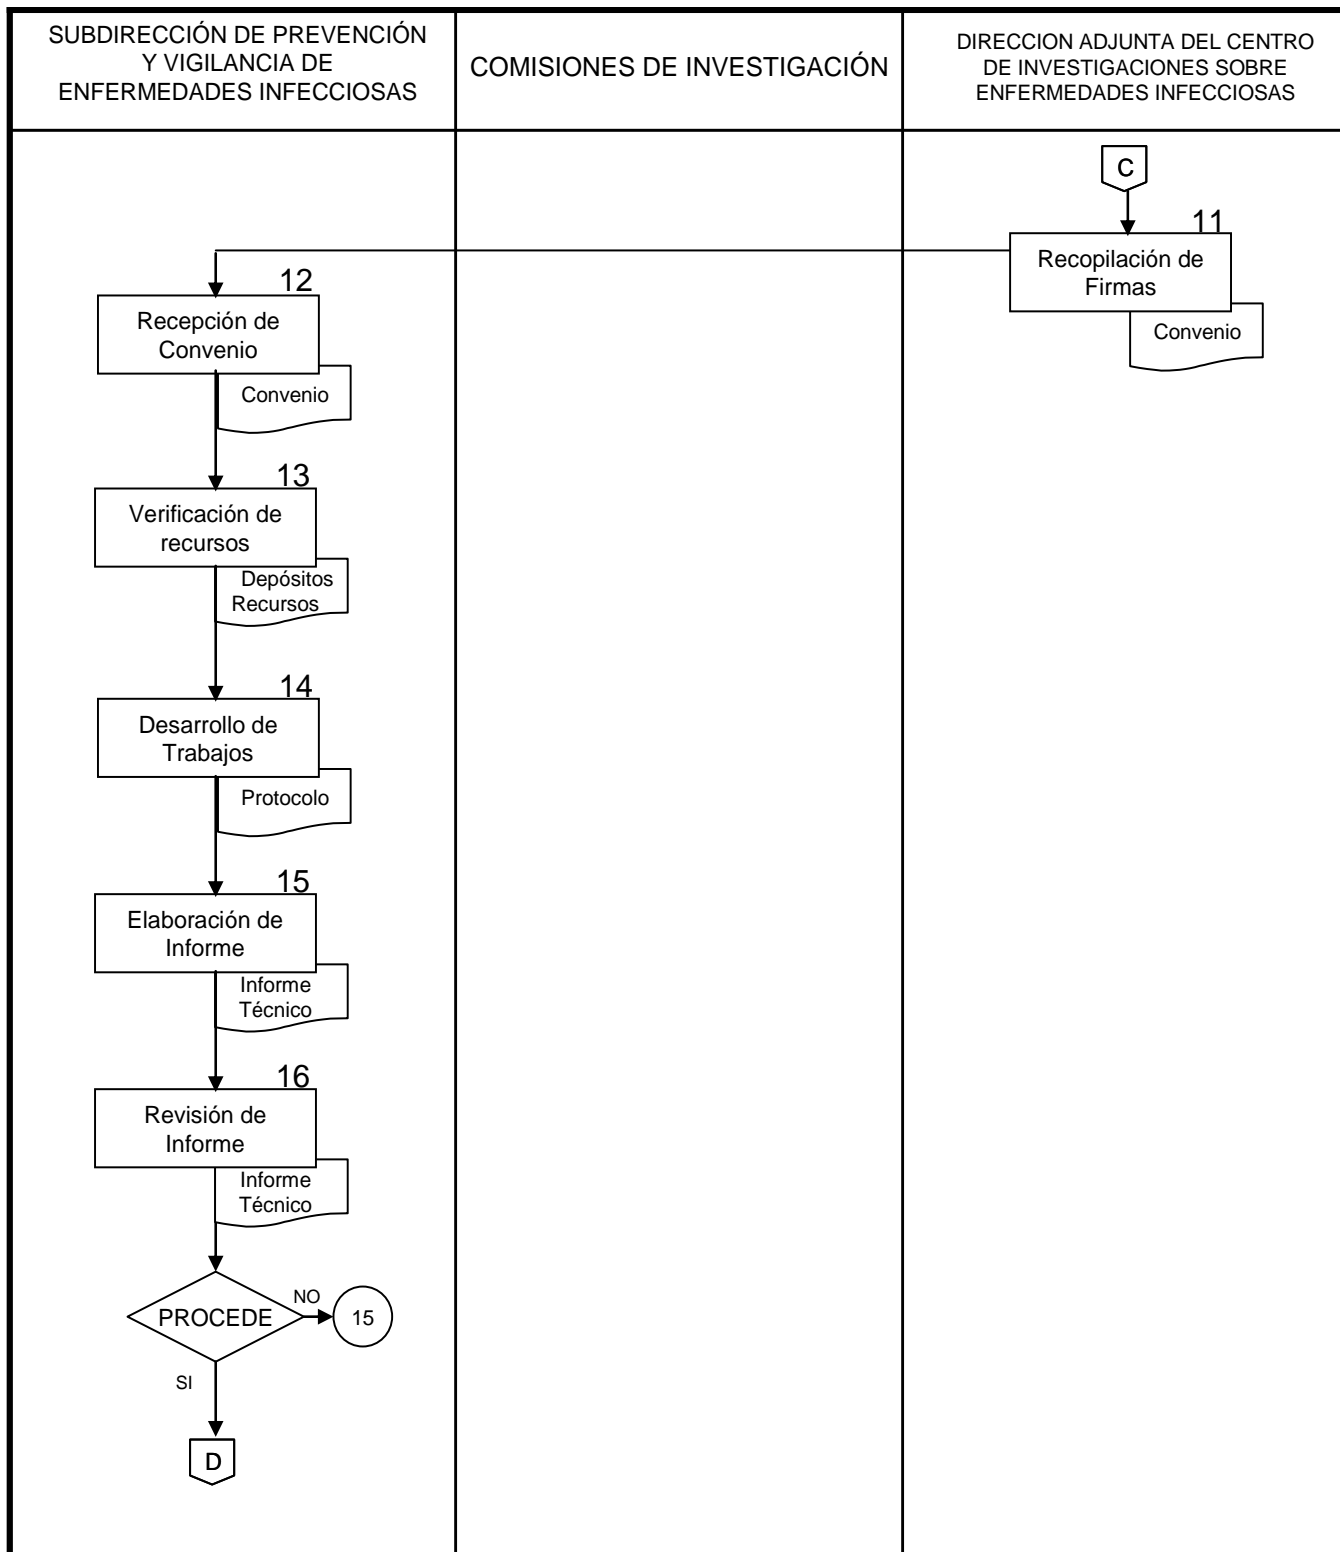 SUBDIRECCIÓN DE PREVENCIÓN
Y VIGILANCIA DE
ENFERMEDADES INFECCIOSAS
COMISIONES DE INVESTIGACIÓN
DIRECCION ADJUNTA DEL CENTRO
DE INVESTIGACIONES SOBRE
ENFERMEDADES INFECCIOSAS
C
11
Recopilación de
Firmas
Convenio
12
Recepción de
Convenio
Convenio
13
Verificación de
recursos
Depósitos
Recursos
14
Desarrollo de
Trabajos
Protocolo
15
Elaboración de
Informe
Informe
Técnico
16
Revisión de
Informe
Informe
Técnico
PROCEDE
NO
15
SI
D